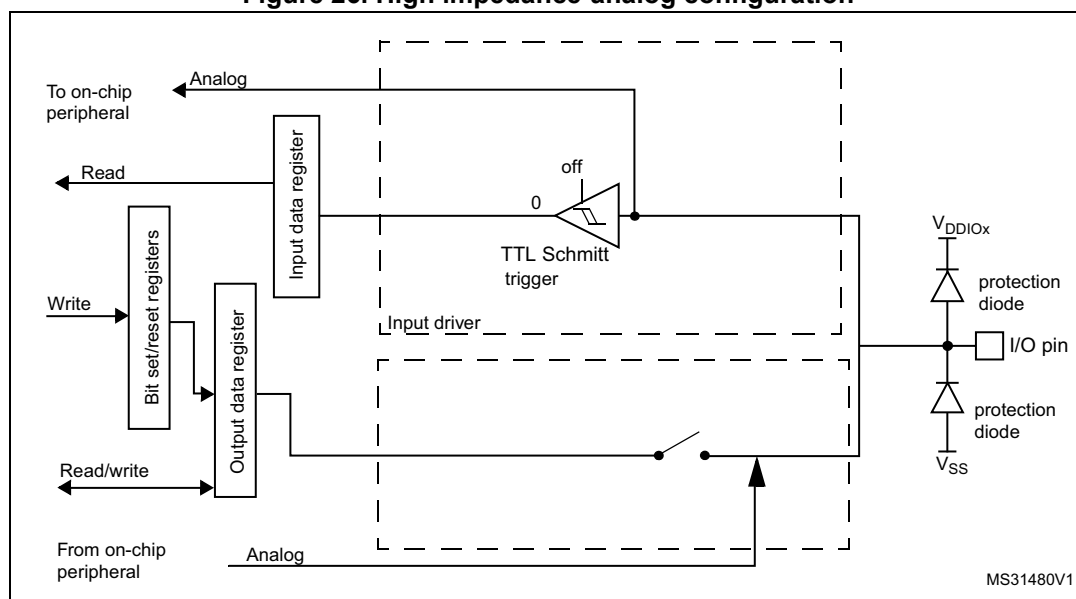 Figure
High impedance-analog configuration
To on-chip
peripheral
Analog
Read
Input data register
off
0
TTL Schmitt
trigger
Input driver
Write
Bit set/reset registers
Output data register
Read/write
From on-chip
peripheral
Analog
VDDIOx
protection
diode
I/O pin
protection
diode
VSS
MS31480V1